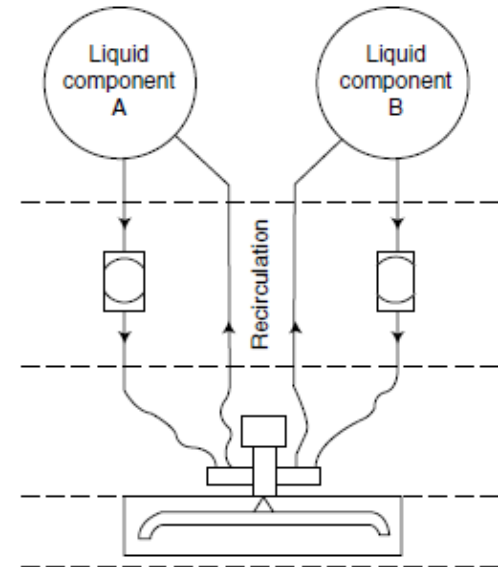 Liquid
component
A
Liquid
component
B
Recirculation